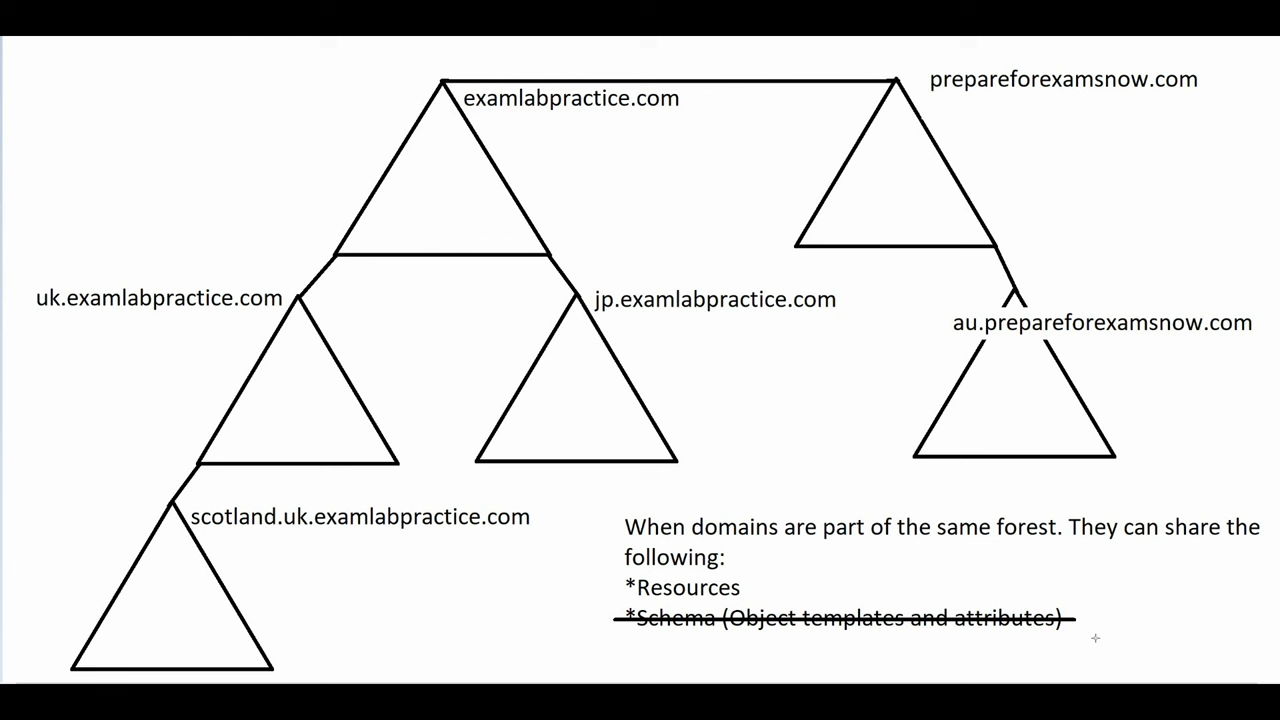 prepareforexamsnow.com
examlabpractice.com
uk.examlabpractice.com
jp.examlabpractice.com
au.prepareforexamsnow.com
scotland.uk.examlabpractice.com
When domains are part of the same forest. They can share the
following:
*Resources
*Schema (Object templates and attributes)